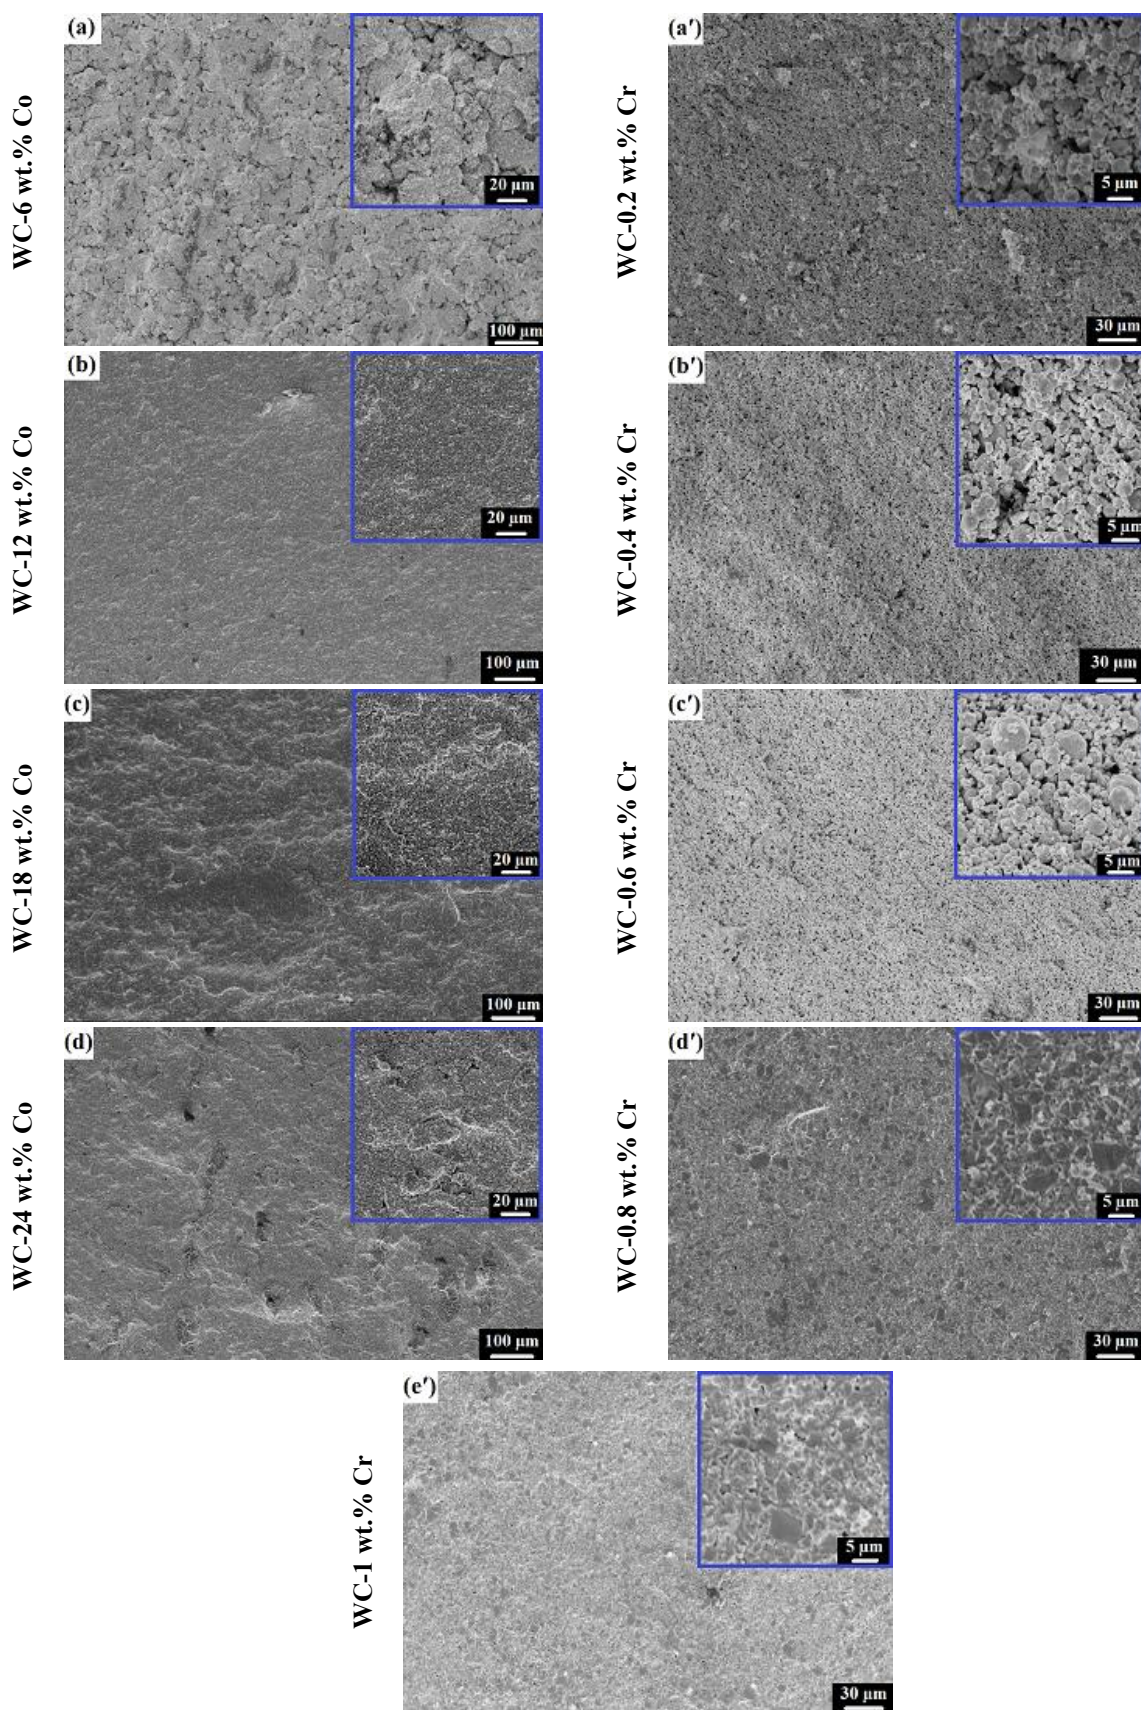 WC-6 wt.% Co
(a)
20 µm
100 µm
WC-0.2 wt.% Cr
(a′)
5 µm
30 µm
WC-12 wt.% Co
(b)
20 µm
100 µm
WC-0.4 wt.% Cr
(b′)
5 µm
30 µm
WC-18 wt.% Co
(c)
20 µm
100 µm
WC-0.6 wt.% Cr
(c′)
5 µm
30 µm
WC-24 wt.% Co
(d)
20 µm
100 µm
WC-0.8 wt.% Cr
(d′)
5 µm
30 µm
WC-1 wt.% Cr
(e′)
5 µm
30 µm